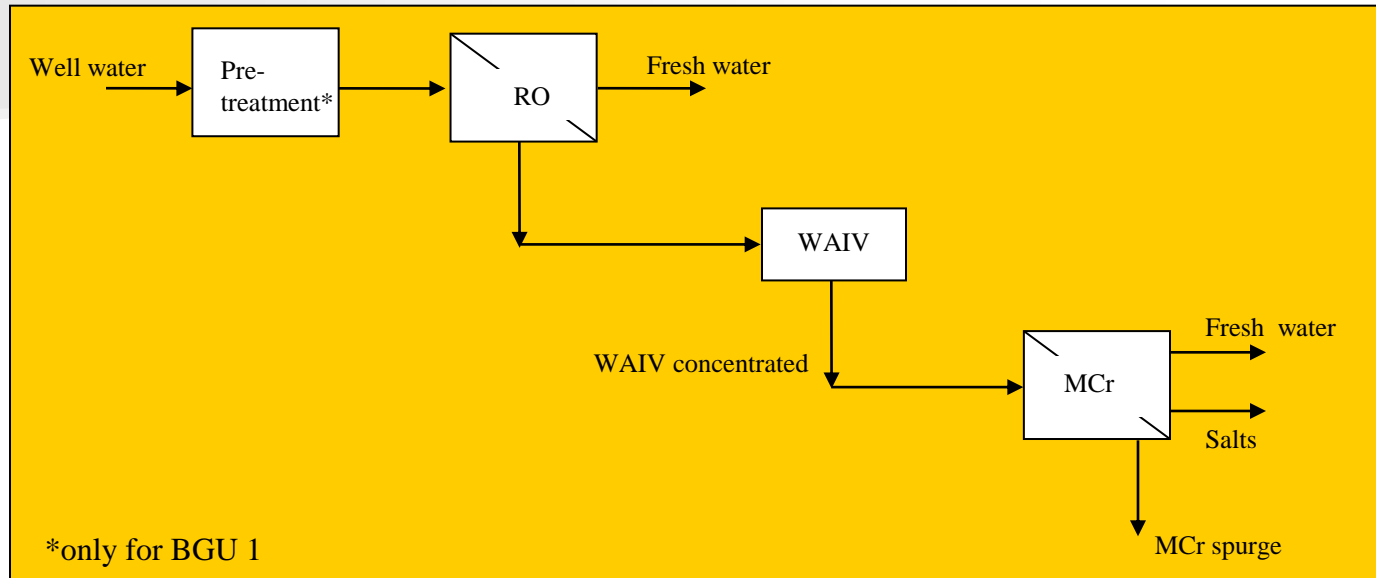 Well water
Pre-
treatment*
RO
Fresh water
WAIV
WAIV concentrated
MCr
Fresh water
Salts
MCr spurge
*only for BGU 1